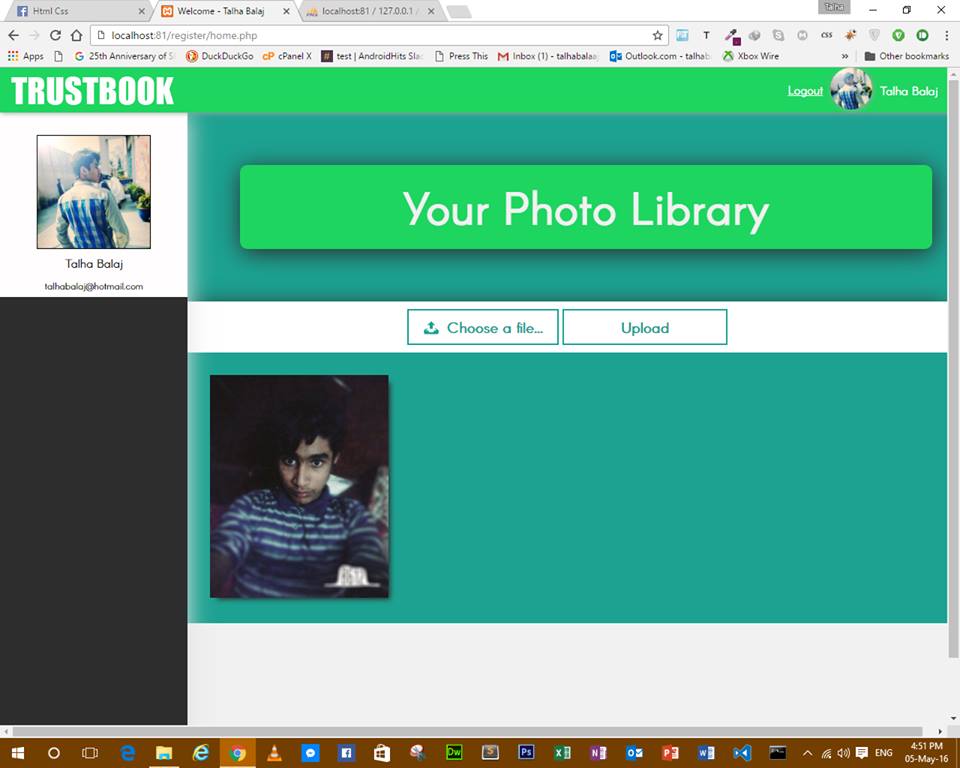 Html Css
Welcome - Talha Balaj
localhost:81 / 127.0.0.1 /
Talha
localhost:81/register/home.php
Apps
25th Anniversary of S
DuckDuckGo
cPanel X
test | AndroidHits Slac
Press This
Inbox (1) - talhabalaj
Outlook.com - talhab
Xbox Wire
»
Other bookmarks
TRUSTBOOK
Logout
Talha Balaj
Your Photo Library
Talha Balaj
talhabalaj@hotmail.com
Choose a file...
Upload
ENG
4:51 PM
05-May-16